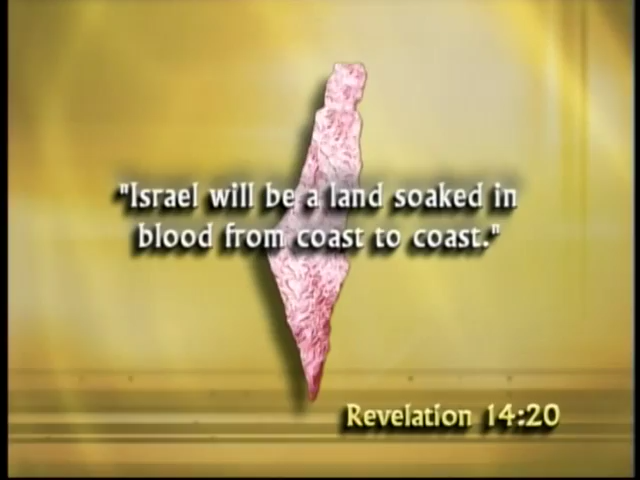 "Israel will be a land soaked in
blood from coast to coast."
Revelation 14:20